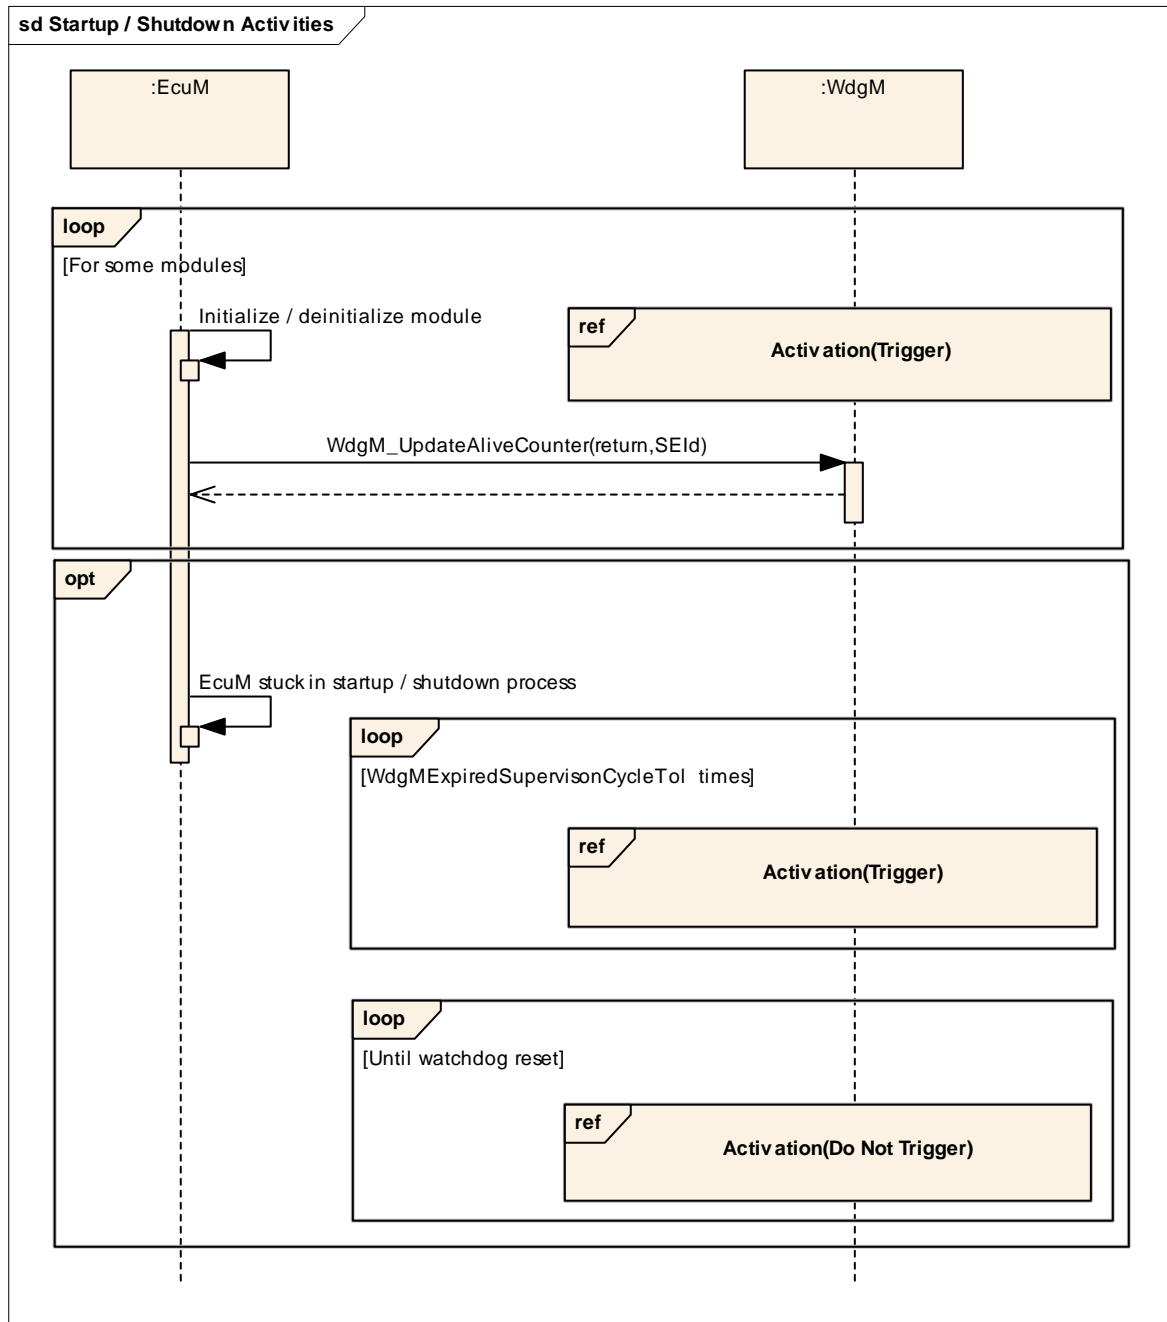 sd Startup / Shutdown Activities
:EcuM
:WdgM
loop
[For some modules]
Initialize / deinitialize module
ref
Activation(Trigger)
WdgM_UpdateAliveCounter(return,SEId)
opt
EcuM stuck in startup / shutdown process
loop
[WdgMExpiredSupervisonCycleTol times]
ref
Activation(Trigger)
loop
[Until watchdog reset]
ref
Activation(Do Not Trigger)